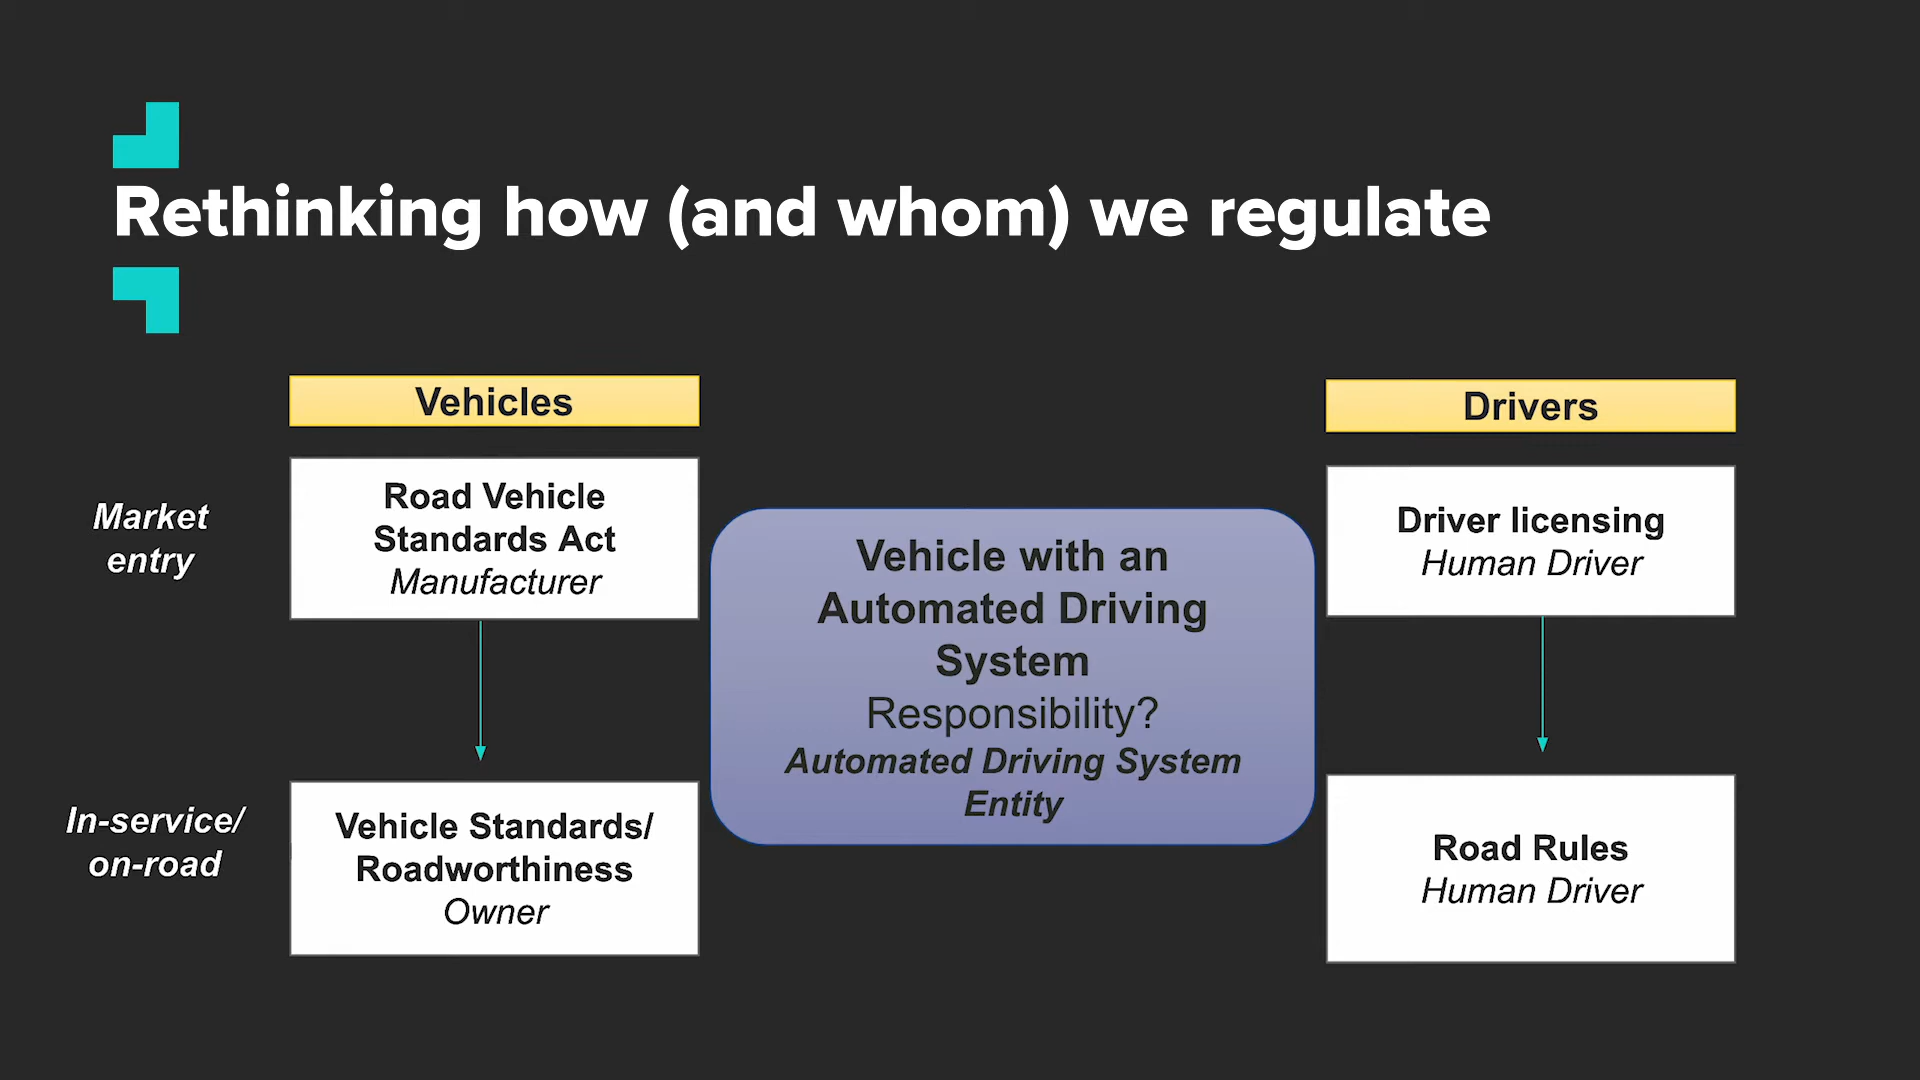 Rethinking how (and whom) we regulate
Vehicles
Drivers
Market
entry
Road Vehicle
Standards Act
Manufacturer
Vehicle with an
Automated Driving
System
Responsibility?
Automated Driving System
Entity
Driver licensing
Human Driver
In-service/
on-road
Vehicle Standards/
Roadworthiness
Owner
Road Rules
Human Driver